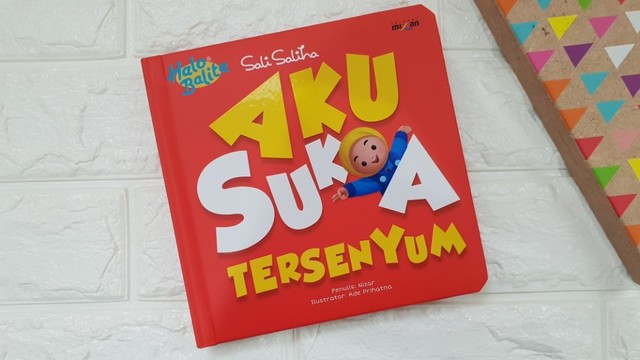 Halo Balita
Sali Saliha
mizan
AKU
SUKA
TERSENYUM
Penulis: Nizar
Ilustrator: Ade Prihatna